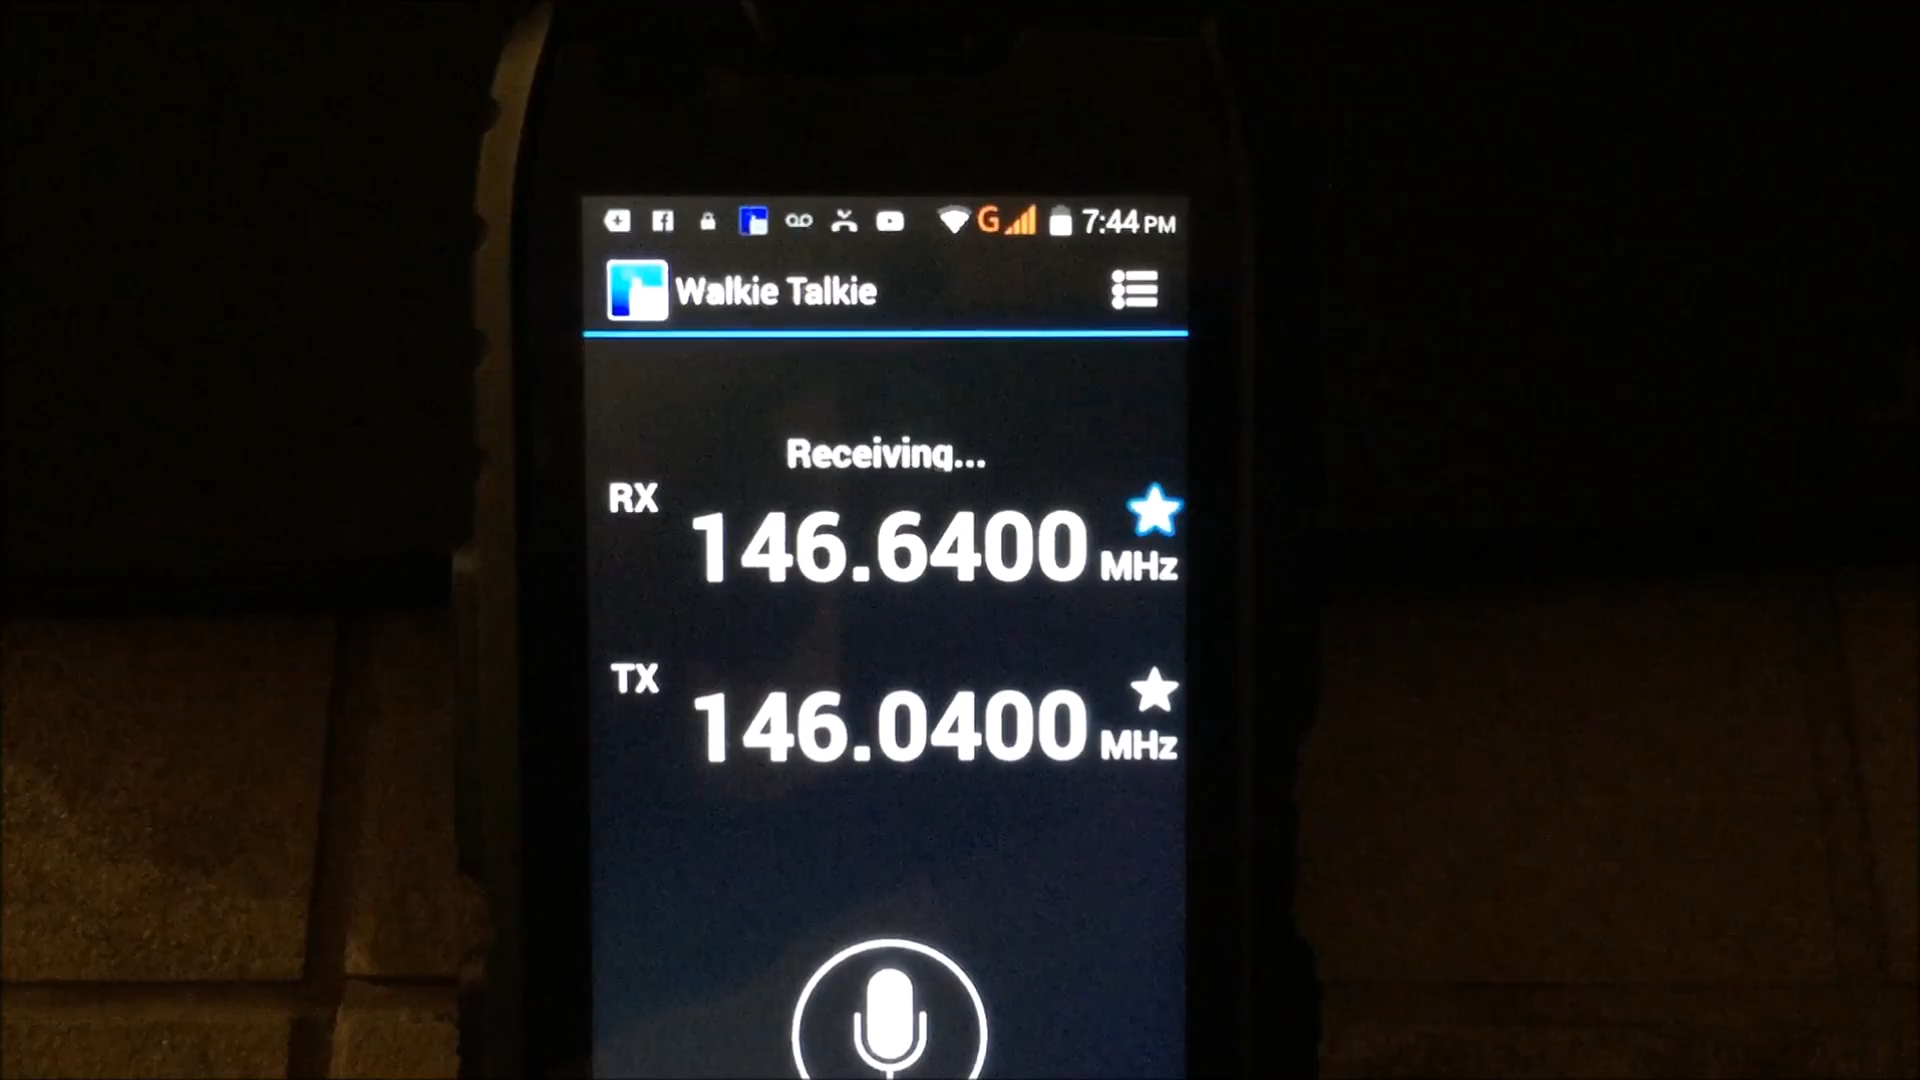 G 7:44 PM
Walkie Talkie
Receiving...
RX
146.6400 MHz
TX
146.0400 MHz